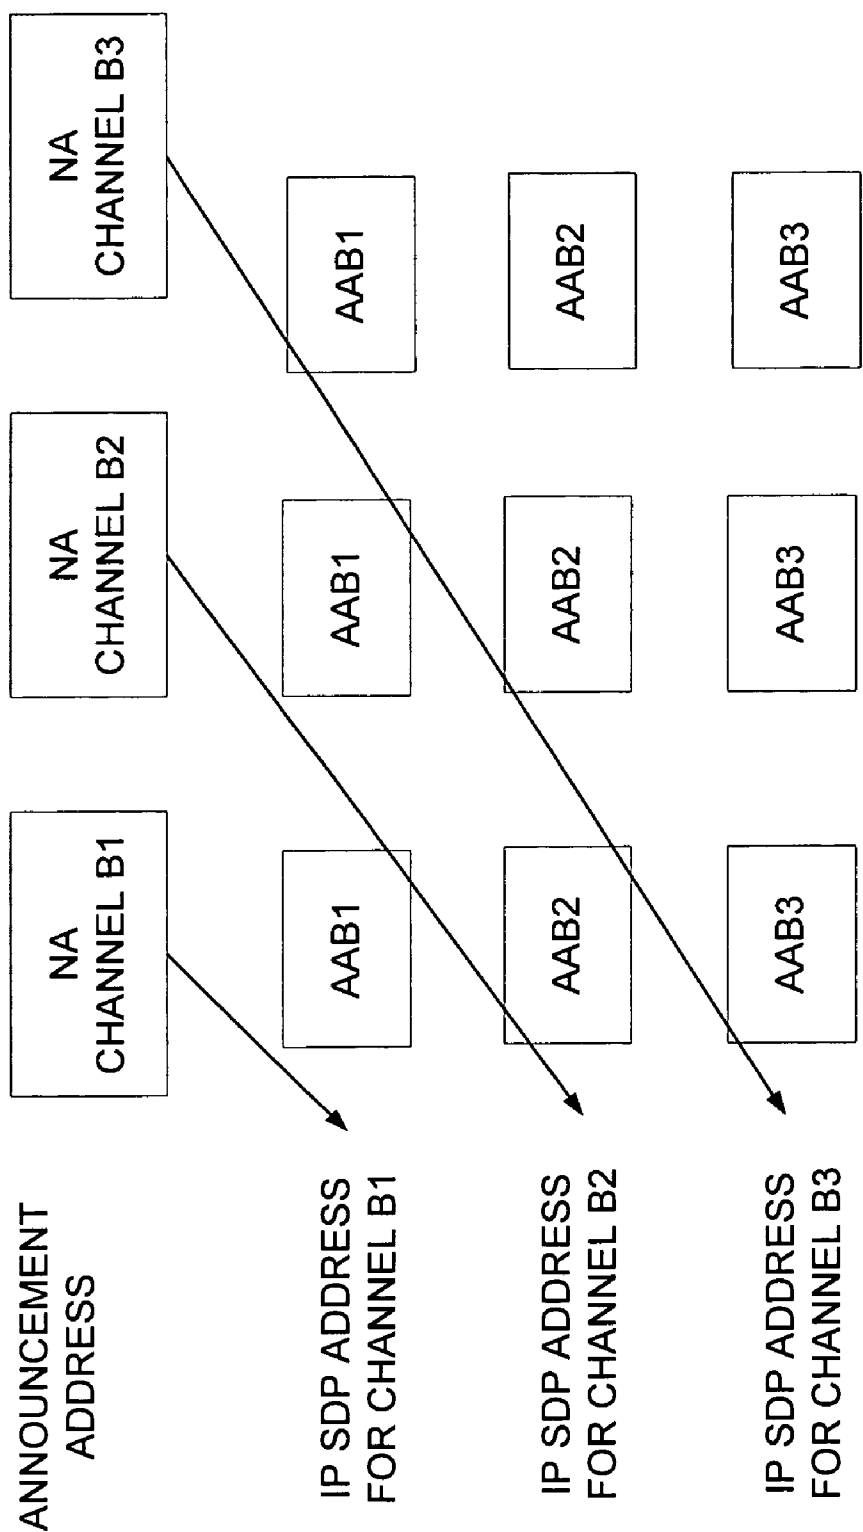 ANNOUNCEMENT
ADDRESS
NA
CHANNEL B1
NA
CHANNEL B2
NA
CHANNEL B3
IP SDP ADDRESS
FOR CHANNEL B1
AAB1
AAB1
AAB1
IP SDP ADDRESS
FOR CHANNEL B2
AAB2
AAB2
AAB2
IP SDP ADDRESS
FOR CHANNEL B3
AAB3
AAB3
AAB3